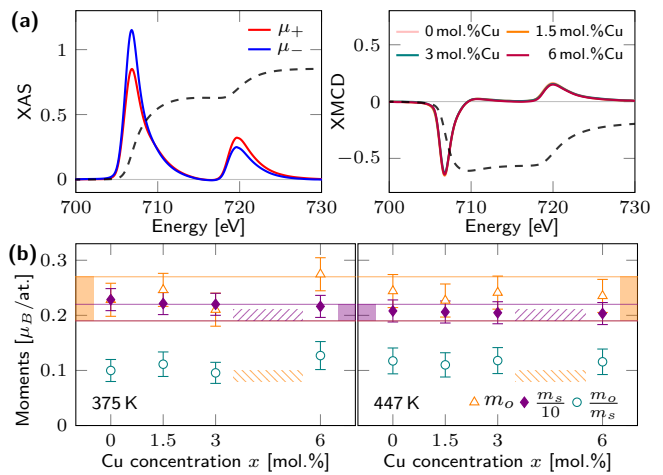 (a)
XAS
1
0.5
0
μ+
μ−
700 710 720 730
Energy [eV]
XMCD
0.5
0
−0.5
0 mol.%Cu 1.5 mol.%Cu
3 mol.%Cu 6 mol.%Cu
700 710 720 730
Energy [eV]
(b)
Moments [μB/at.]
0.3
0.2
0.1
0
375 K
447 K
mo ms/10 mo/ms
0 1.5 3 6
Cu concentration x [mol.%]
0 1.5 3 6
Cu concentration x [mol.%]